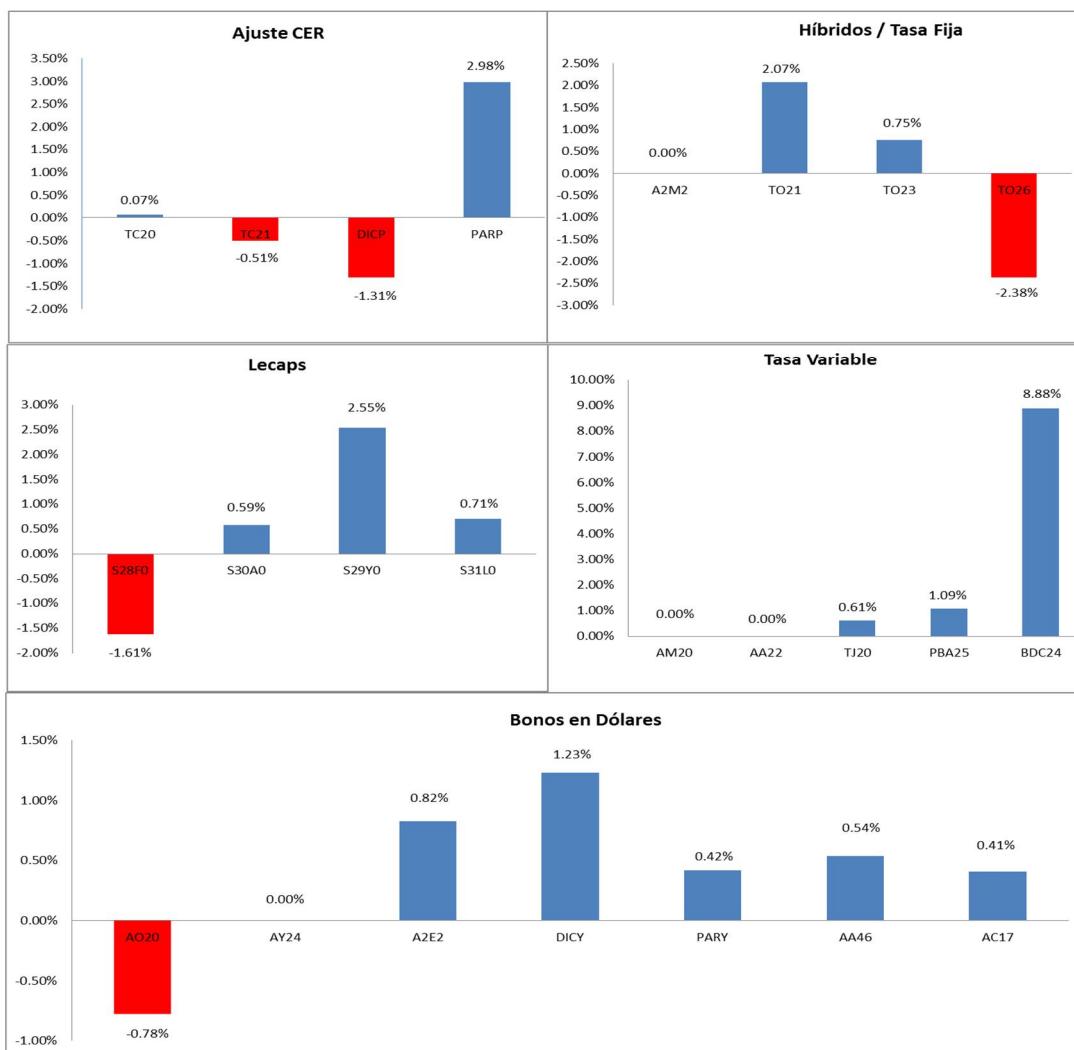 Ajuste CER
3.50%
3.00%
2.50%
2.00%
1.50%
1.00%
0.50%
0.00%
-0.50%
-1.00%
-1.50%
-2.00%
0.07%
-0.51%
-1.31%
2.98%
TC20
TC21
DICP
PARP
Híbridos / Tasa Fija
2.50%
2.00%
1.50%
1.00%
0.50%
0.00%
-0.50%
-1.00%
-1.50%
-2.00%
-2.50%
-3.00%
0.00%
2.07%
0.75%
-2.38%
A2M2
TO21
TO23
TO26
Lecaps
3.00%
2.50%
2.00%
1.50%
1.00%
0.50%
0.00%
-0.50%
-1.00%
-1.50%
-2.00%
-1.61%
0.59%
2.55%
0.71%
S28F0
S30A0
S29Y0
S31L0
Tasa Variable
10.00%
9.00%
8.00%
7.00%
6.00%
5.00%
4.00%
3.00%
2.00%
1.00%
0.00%
0.00%
0.00%
0.61%
1.09%
8.88%
AM20
AA22
TJ20
PBA25
BDC24
Bonos en Dólares
1.50%
1.00%
0.50%
0.00%
-0.50%
-1.00%
-0.78%
0.00%
0.82%
1.23%
0.42%
0.54%
0.41%
AO20
AY24
A2E2
DICY
PARY
AA46
AC17